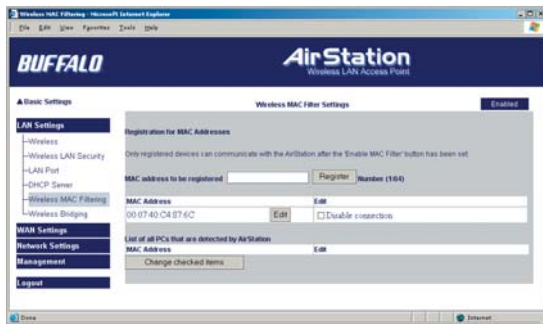 Wireless MAC Filtering - Microsoft Internet Explorer
File Edit View Favorites Tools Help
BUFFALO
AirStation
Wireless LAN Access Point
Basic Settings
Wireless MAC Filter Settings
Enabled
LAN Settings
Wireless
Wireless LAN Security
LAN Port
DHCP Server
Wireless MAC Filtering
Wireless Bridging
WAN Settings
Network Settings
Management
Logout
Registration for MAC Addresses
Only registered devices can communicate with the AirStation after the 'Enable MAC Filter' button has been set
MAC address to be registered Register Number (1/64)
MAC Address Edit
00:07:40:C4:87:6C Edit Disable connection
List of all PCs that are detected by AirStation
MAC Address Edit
Change checked items
Done Internet